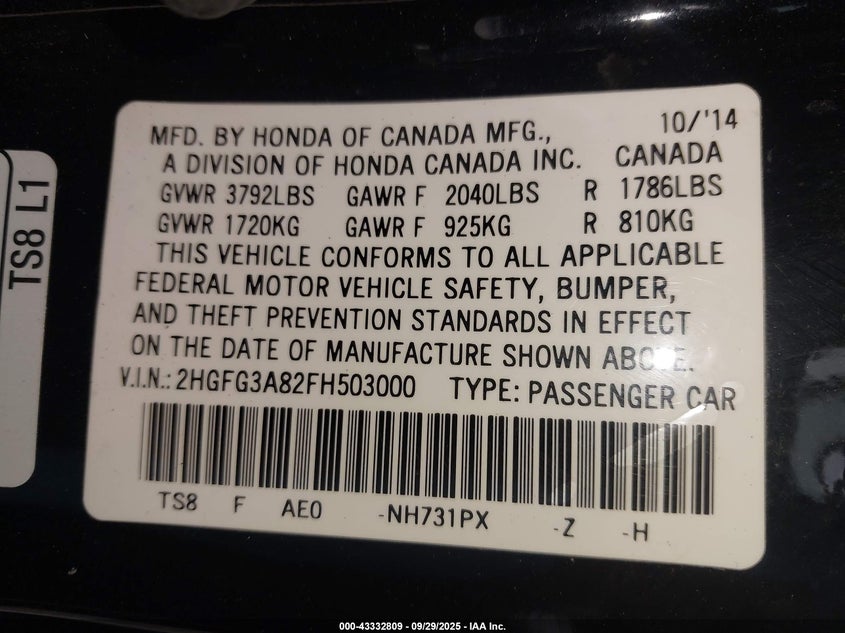 10/'14
MFD. BY HONDA OF CANADA MFG.,
A DIVISION OF HONDA CANADA INC. CANADA
GVWR 3792LBS GAWR F 2040LBS R 1786LBS
GVWR 1720KG GAWR F 925KG R 810KG
THIS VEHICLE CONFORMS TO ALL APPLICABLE
FEDERAL MOTOR VEHICLE SAFETY, BUMPER,
AND THEFT PREVENTION STANDARDS IN EFFECT
ON THE DATE OF MANUFACTURE SHOWN ABOVE.
V.I.N.: 2HGFG3A82FH503000 TYPE: PASSENGER CAR
TS8 F AE0 -NH731PX -Z -H
TS8 L1
000-43332809 - 09/29/2025 - IAA Inc.